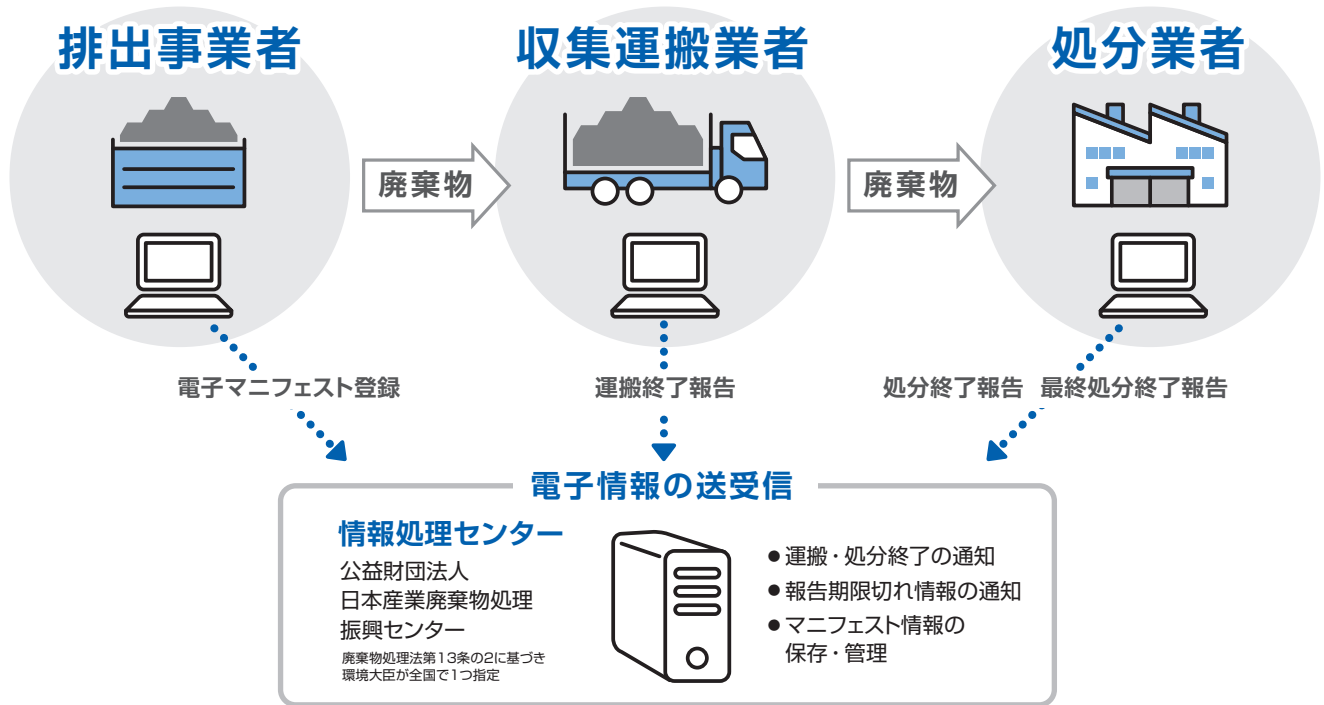 排出事業者
収集運搬業者
処分業者
廃棄物
廃棄物
電子マニフェスト登録
運搬終了報告
処分終了報告 最終処分終了報告
電子情報の送受信
情報処理センター
公益財団法人
日本産業廃棄物処理
振興センター
廃棄物処理法第13条の2に基づき
環境大臣が全国で1つ指定
●運搬・処分終了の通知
●報告期限切れ情報の通知
●マニフェスト情報の
保存・管理